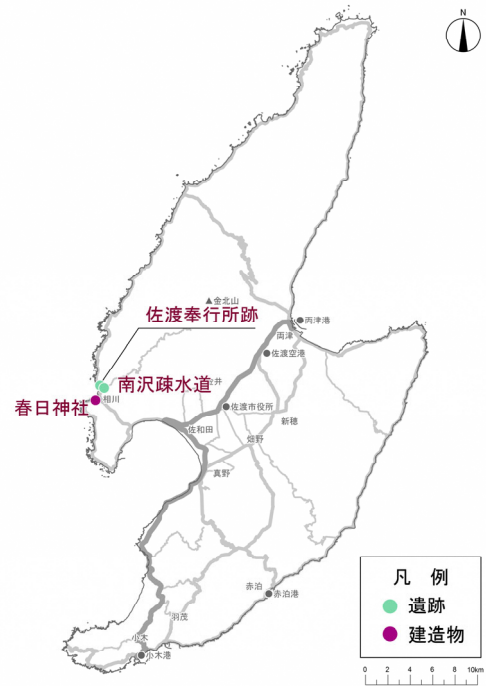 N
▲金北山
佐渡奉行所跡
両津港
両津
佐渡空港
南沢疎水道
金井
相川
春日神社
佐渡市役所
新穂
佐和田
畑野
真野
凡 例
遺跡
建造物
赤泊
赤泊港
羽茂
小木
小木港
0 2 4 6 8 10km